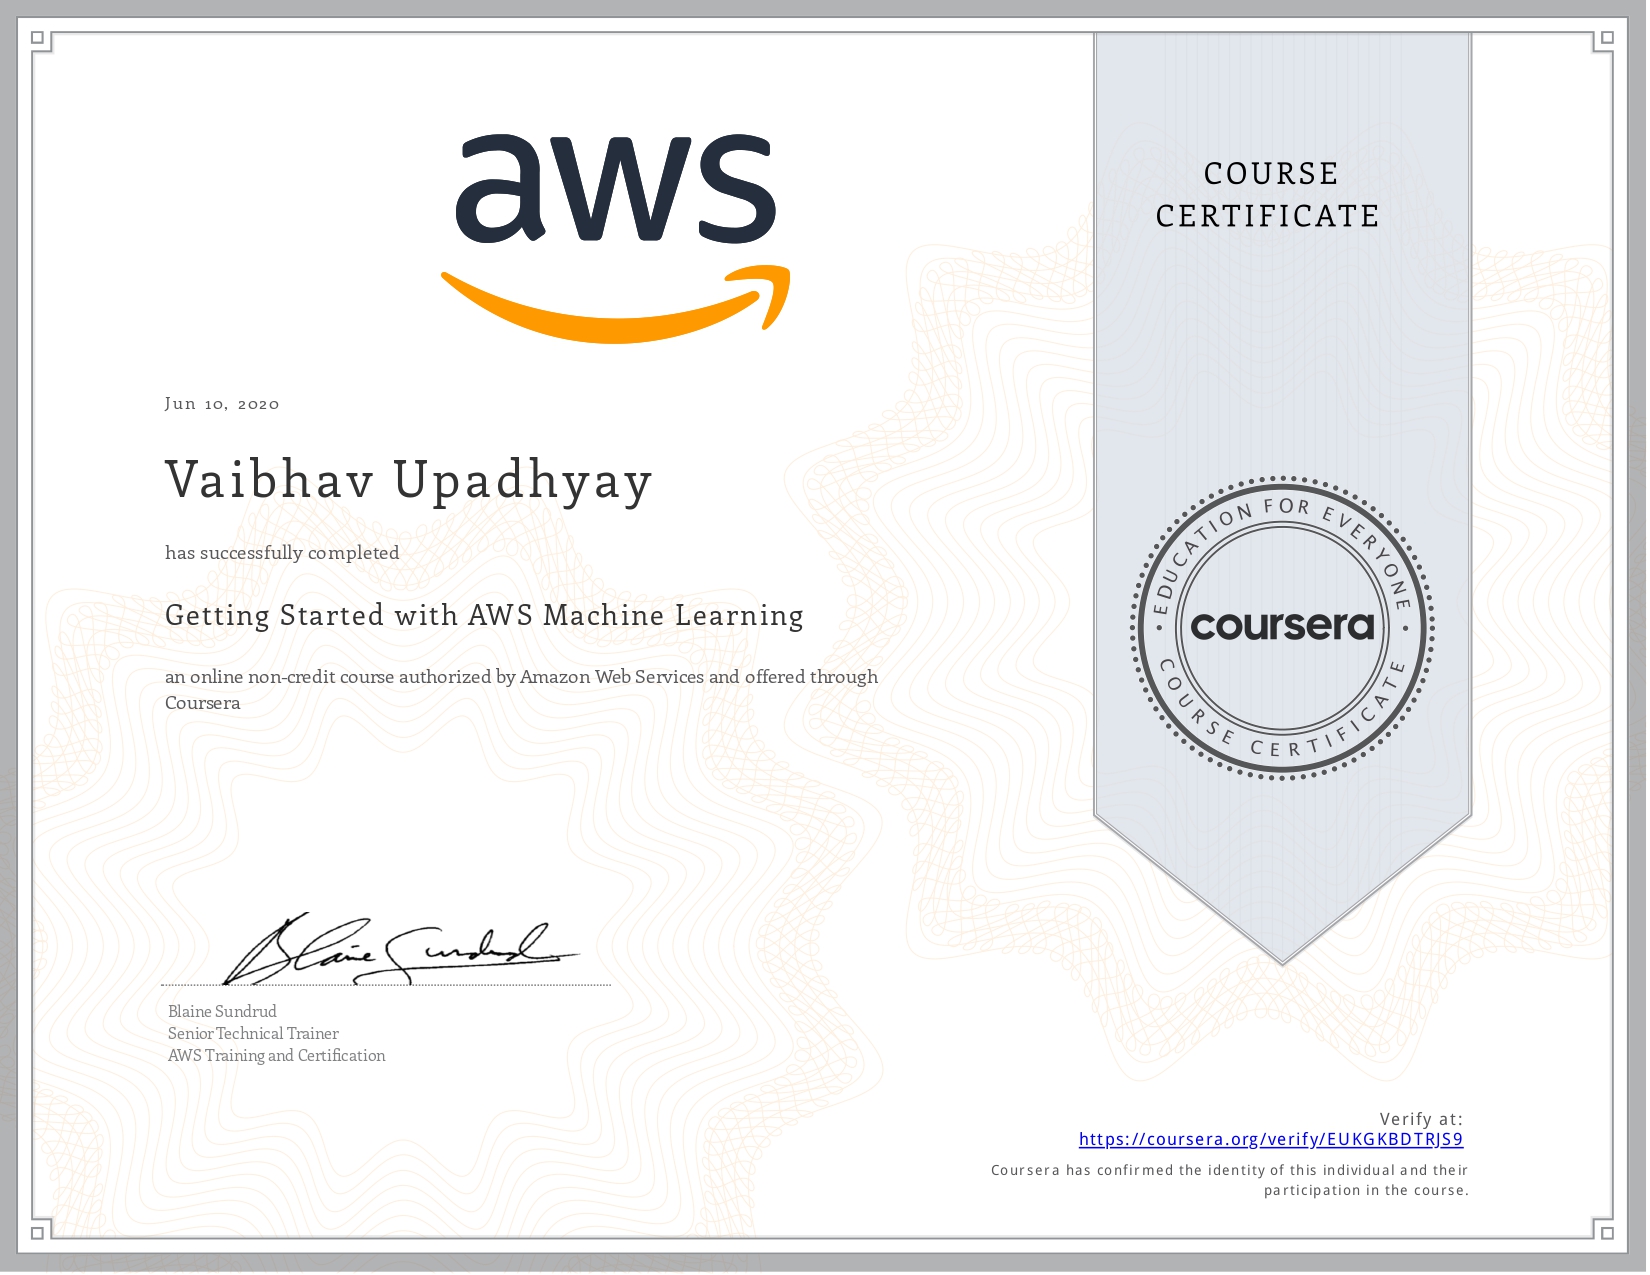 aws
COURSE
CERTIFICATE
Jun 10, 2020
Vaibhav Upadhyay
has successfully completed
Getting Started with AWS Machine Learning
an online non-credit course authorized by Amazon Web Services and offered through
Coursera
EDUCATION FOR EVERYONE
coursera
COURSE CERTIFICATE
Blaine Sundrud
Blaine Sundrud
Senior Technical Trainer
AWS Training and Certification
Verify at:
https://coursera.org/verify/EUKGKBDTRJS9
Coursera has confirmed the identity of this individual and their
participation in the course.